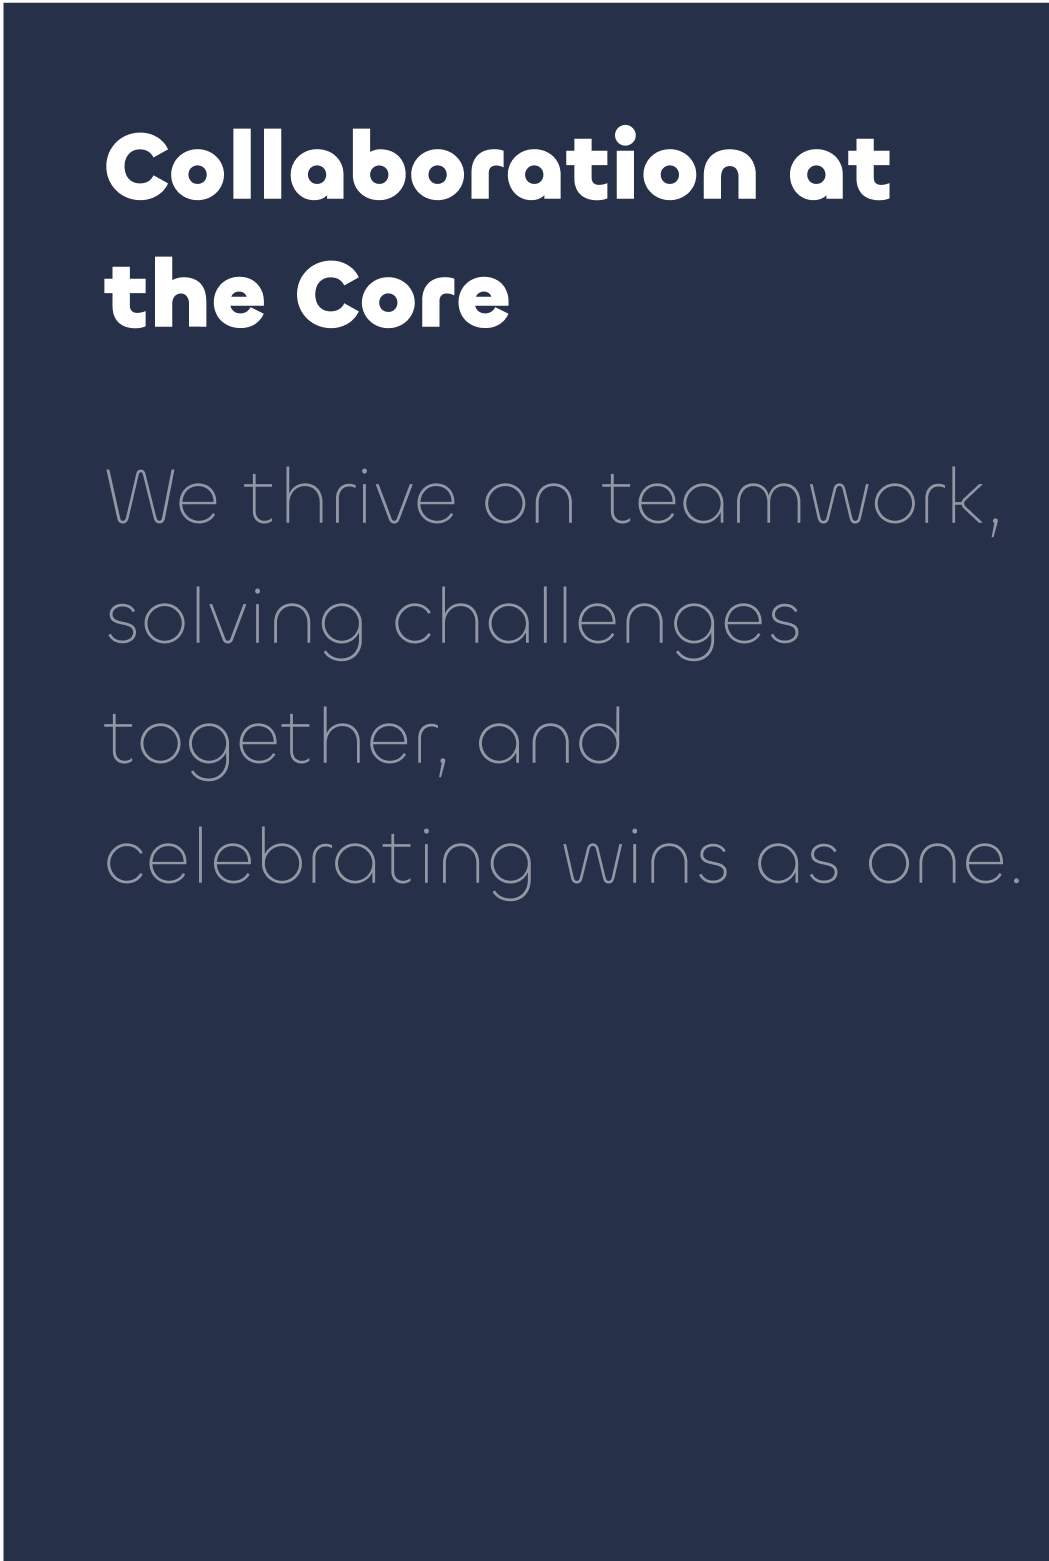 Collaboration at
the Core
We thrive on teamwork,
solving challenges
together, and
celebrating wins as one.